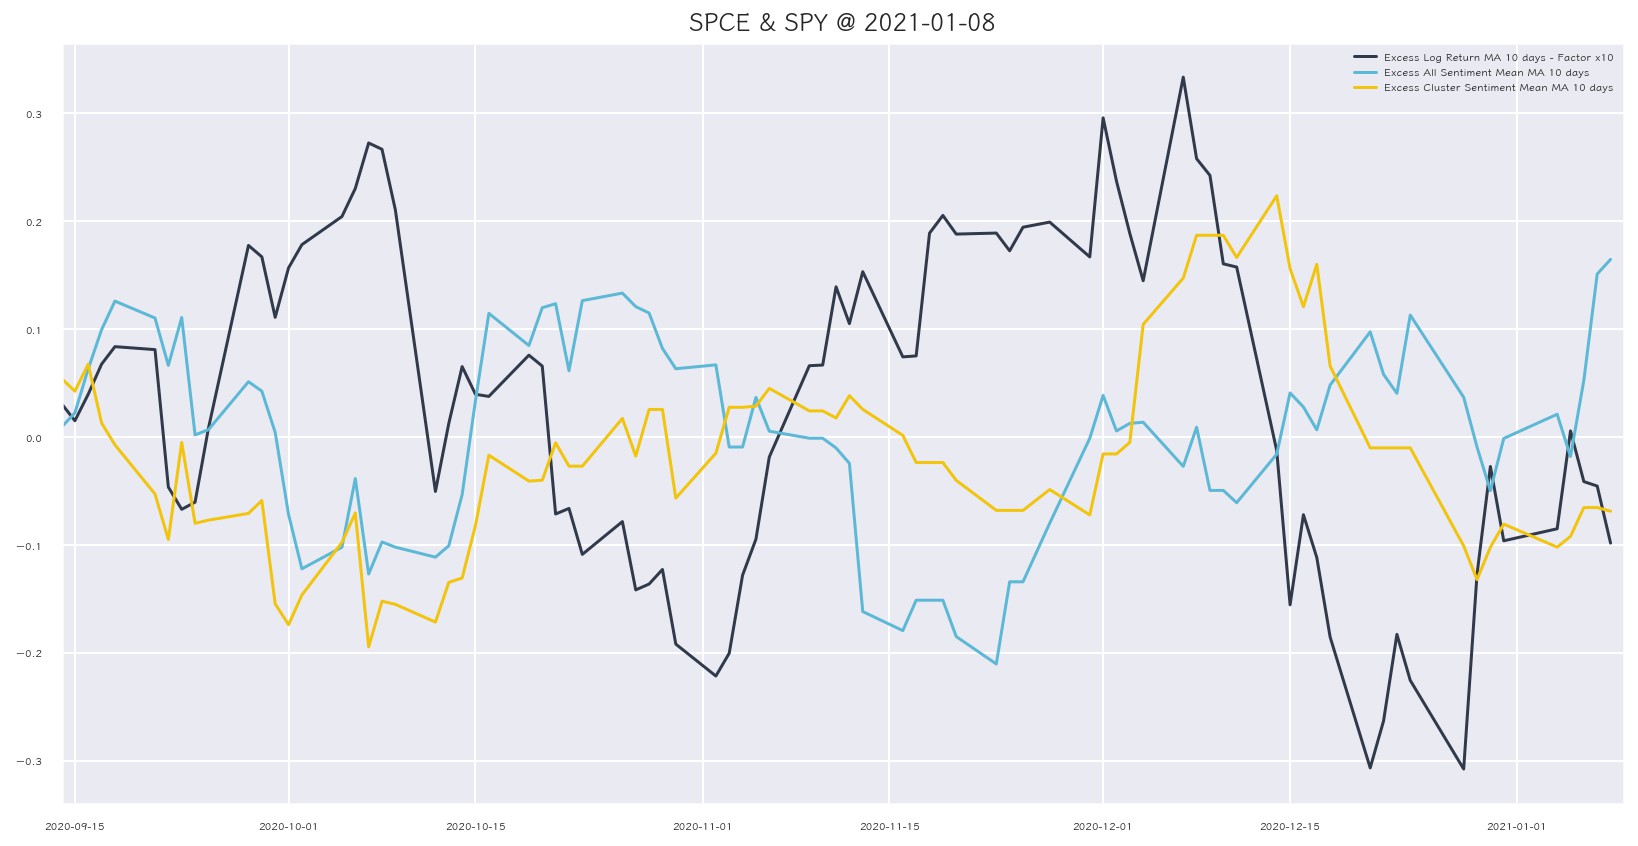 SPCE & SPY @ 2021-01-08
Excess Log Return MA 10 days - Factor x10
Excess All Sentiment Mean MA 10 days
Excess Cluster Sentiment Mean MA 10 days
0.3
0.2
0.1
0.0
−0.1
−0.2
−0.3
2020-09-15 2020-10-01 2020-10-15 2020-11-01 2020-11-15 2020-12-01 2020-12-15 2021-01-01